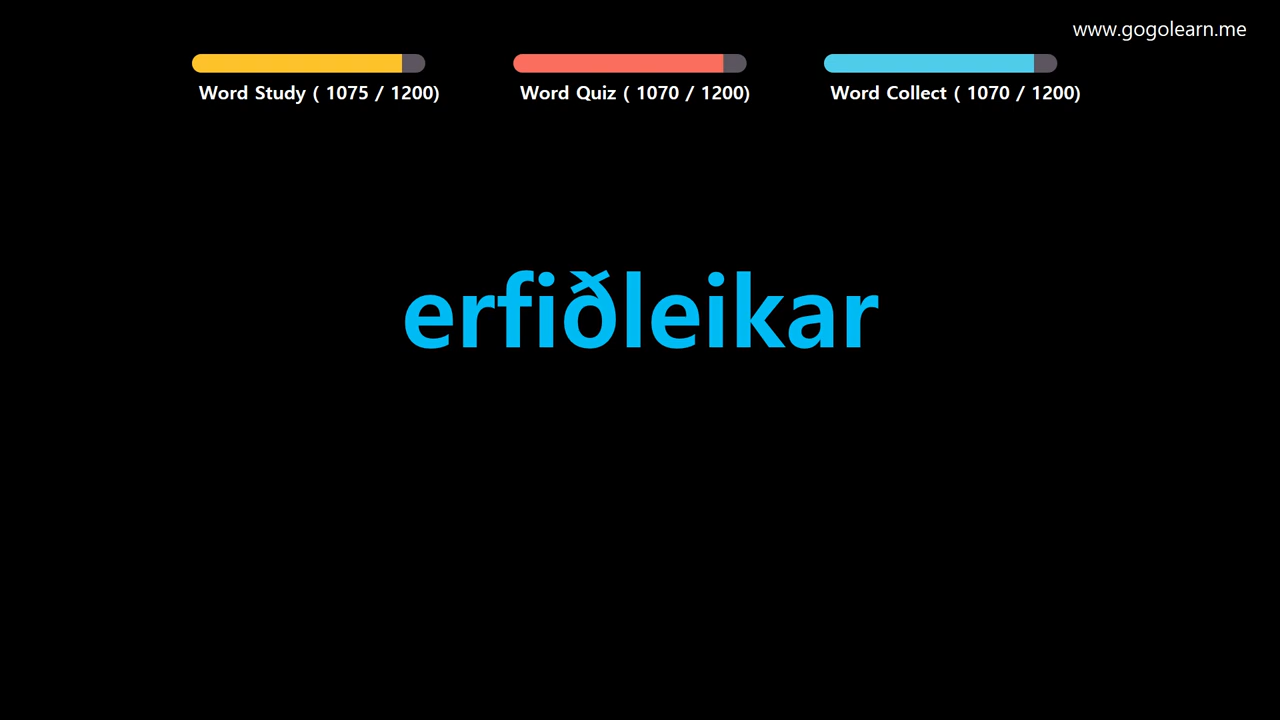 www.gogolearn.me
Word Study ( 1075 / 1200)
Word Quiz ( 1070 / 1200)
Word Collect ( 1070 / 1200)
erfiðleikar